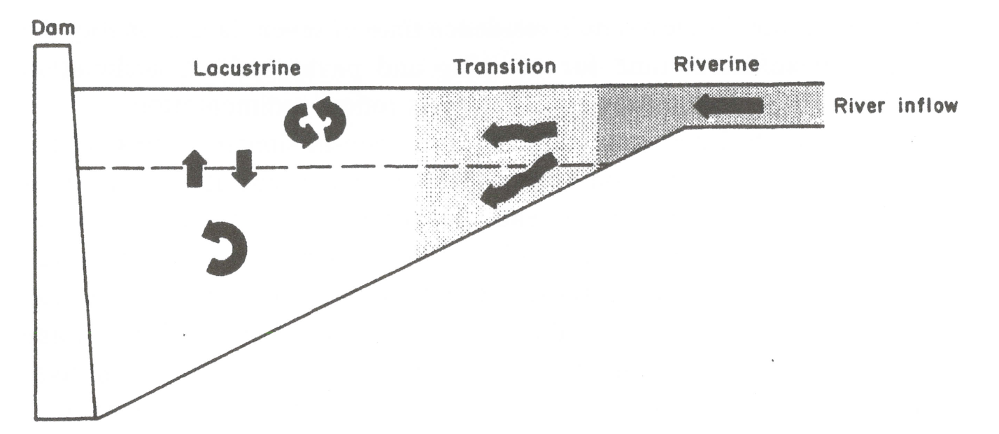 Dam
Lacustrine
Transition
Riverine
River inflow